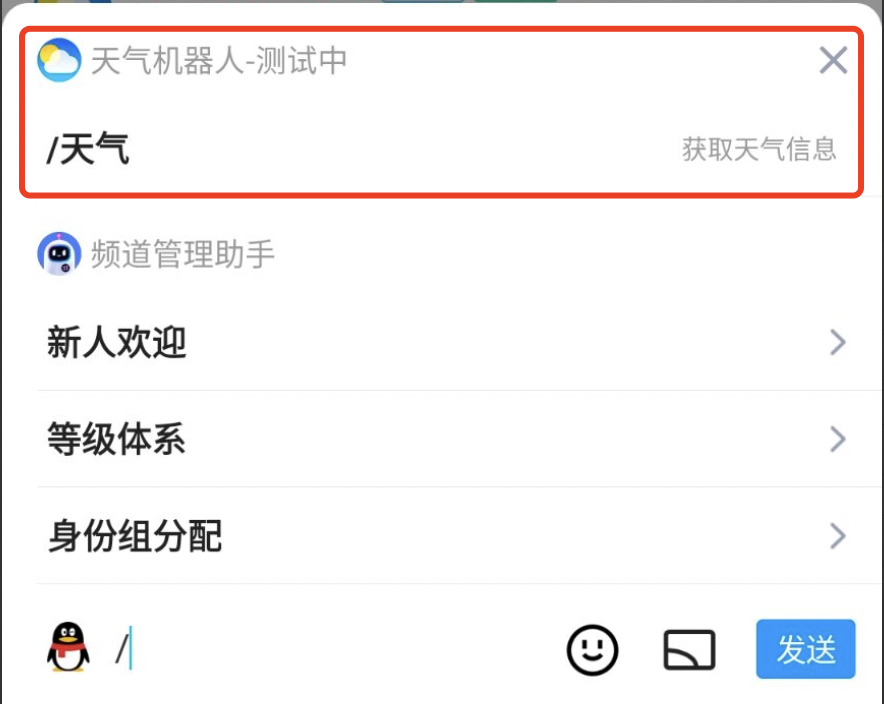 天气机器人-测试中
/天气
获取天气信息
频道管理助手
新人欢迎
等级体系
身份组分配
/
发送